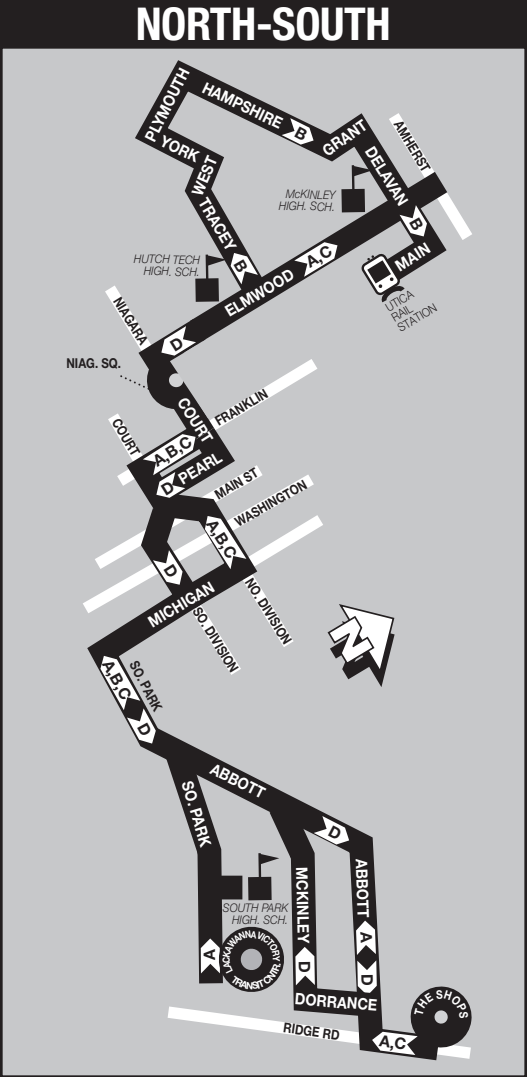 NORTH-SOUTH
PLYMOUTH
HAMPSHIRE
B
GRANT
AMHERST
YORK
WEST
DELAVAN
McKINLEY
HIGH. SCH.
TRACEY
B
B
HUTCH TECH
HIGH. SCH.
A,C
MAIN
ELMWOOD
UTICA
RAIL
STATION
NIAGARA
D
NIAG. SQ.
COURT
FRANKLIN
COURT
A,B,C
PEARL
D
MAIN ST
WASHINGTON
A,B,C
D
MICHIGAN
NO. DIVISION
SO. DIVISION
N
A,B,C
SO. PARK
D
ABBOTT
SO. PARK
D
ABBOTT
MCKINLEY
SOUTH PARK
HIGH. SCH.
A
LACKAWANNA VICTORY
TRANSIT CNTR.
A
D
D
DORRANCE
THE SHOPS
RIDGE RD
A,C